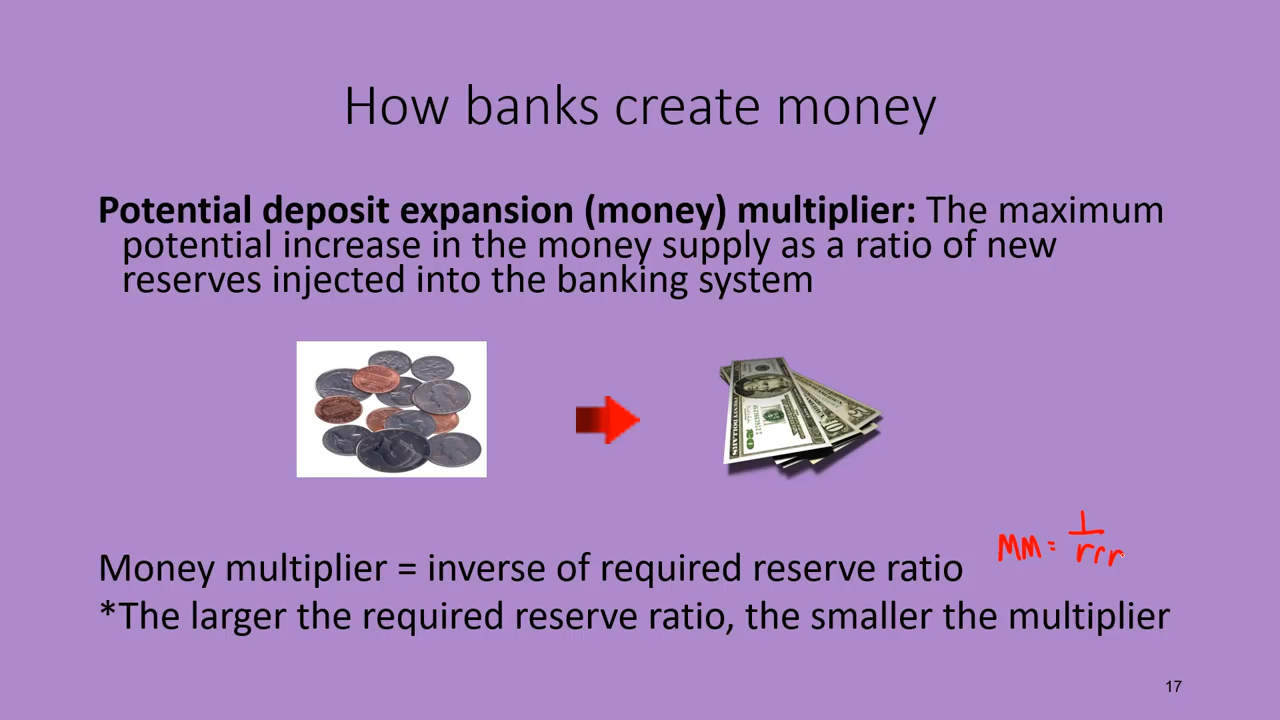 How banks create money
Potential deposit expansion (money) multiplier: The maximum
potential increase in the money supply as a ratio of new
reserves injected into the banking system
MM = 1/rrr
Money multiplier = inverse of required reserve ratio
*The larger the required reserve ratio, the smaller the multiplier
17